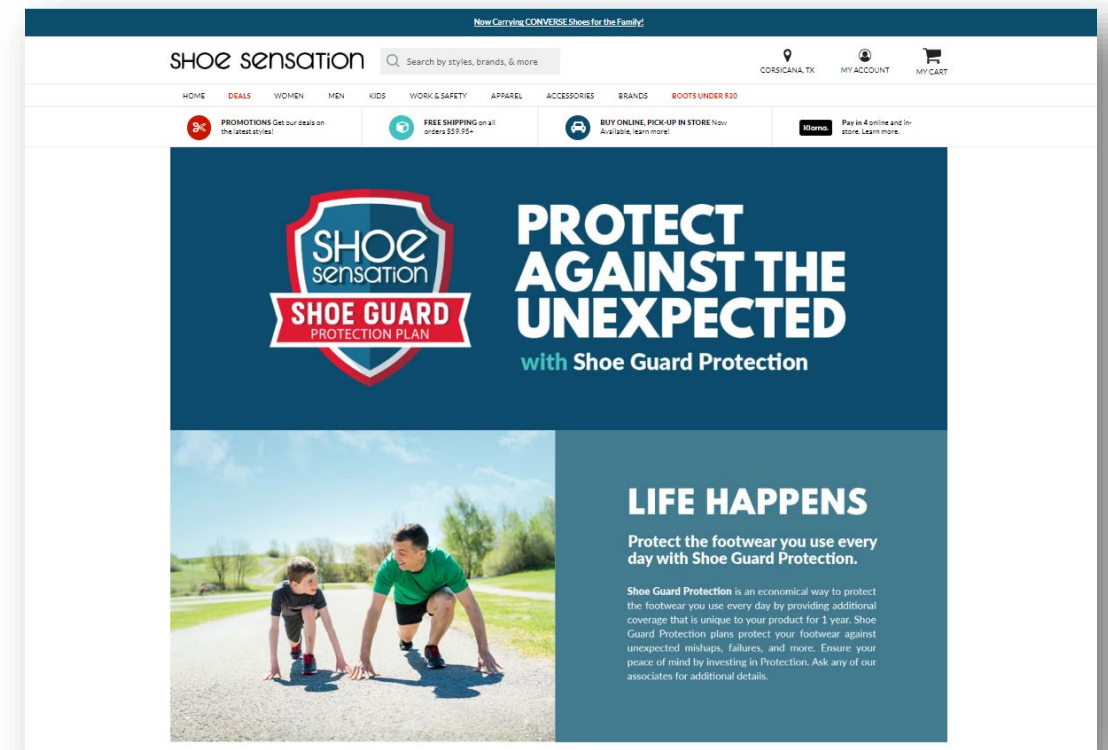 Now Carrying CONVERSE Shoes for the Family!
SHOE SENSATION
Search by styles, brands, & more
CORSICANA, TX
MY ACCOUNT
MY CART
HOME DEALS WOMEN MEN KIDS WORK & SAFETY APPAREL ACCESSORIES BRANDS BOOTS UNDER $30
PROMOTIONS Get our deals on
the latest styles!
FREE SHIPPING on all
orders $59.95+
BUY ONLINE, PICK-UP IN STORE Now
Available, learn more!
Klarna.
Pay in 4 online and in-
store. Learn more.
SHOE
sensation
SHOE GUARD
PROTECTION PLAN
PROTECT
AGAINST THE
UNEXPECTED
with Shoe Guard Protection
LIFE HAPPENS
Protect the footwear you use every
day with Shoe Guard Protection.
Shoe Guard Protection is an economical way to protect
the footwear you use every day by providing additional
coverage that is unique to your product for 1 year. Shoe
Guard Protection plans protect your footwear against
unexpected mishaps, failures, and more. Ensure your
peace of mind by investing in Protection. Ask any of our
associates for additional details.